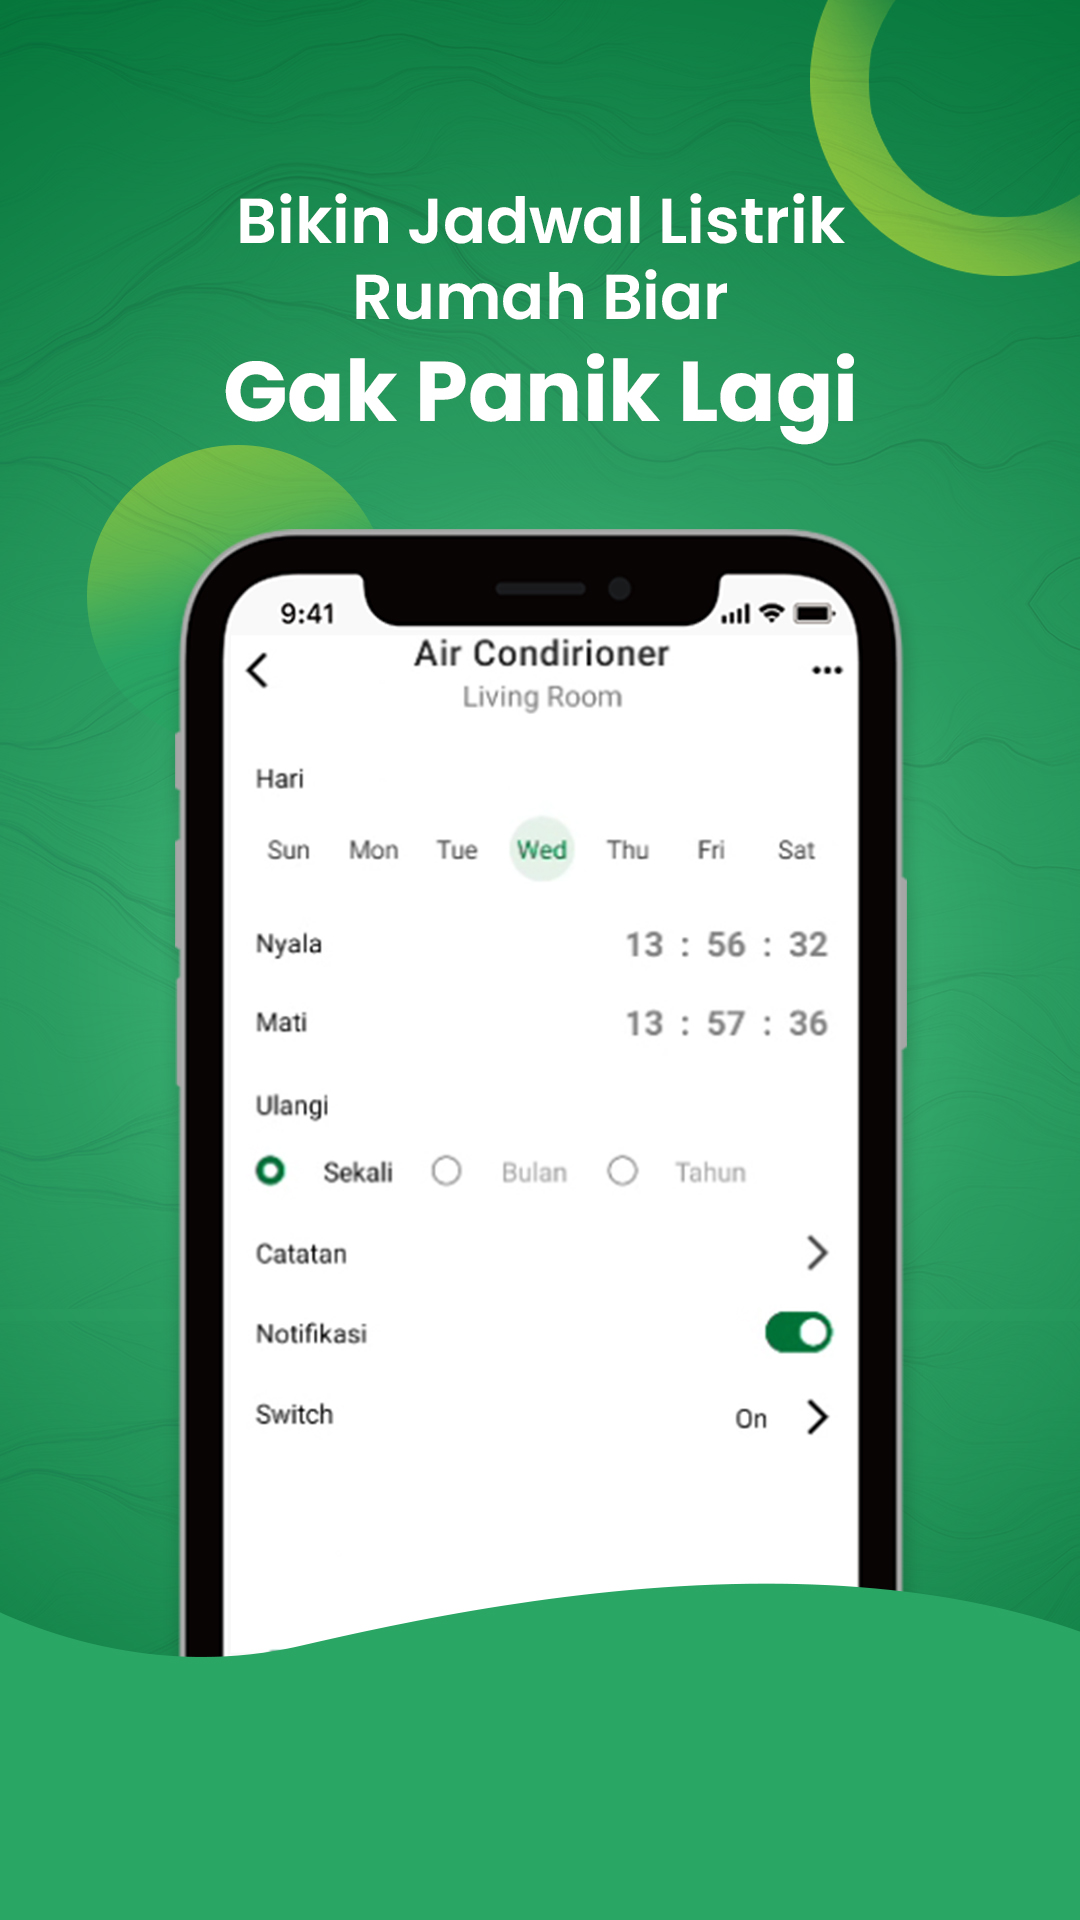 Bikin Jadwal Listrik
Rumah Biar
Gak Panik Lagi
9:41
Air Condirioner
Living Room
Hari
Sun Mon Tue Wed Thu Fri Sat
Nyala 13 : 56 : 32
Mati 13 : 57 : 36
Ulangi
Sekali Bulan Tahun
Catatan
Notifikasi
Switch On